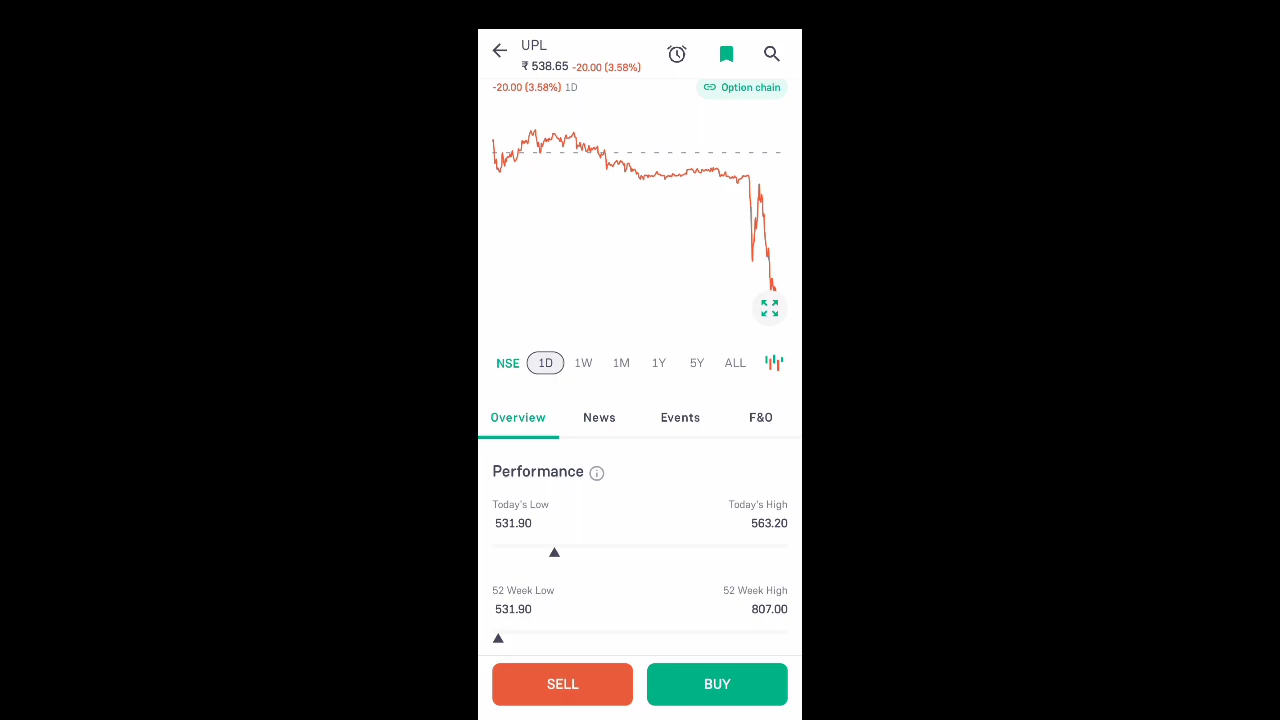 UPL
₹ 538.65 -20.00 (3.58%)
-20.00 (3.58%) 1D
Option chain
NSE 1D 1W 1M 1Y 5Y ALL
Overview News Events F&O
Performance
Today's Low Today's High
531.90 563.20
52 Week Low 52 Week High
531.90 807.00
SELL BUY